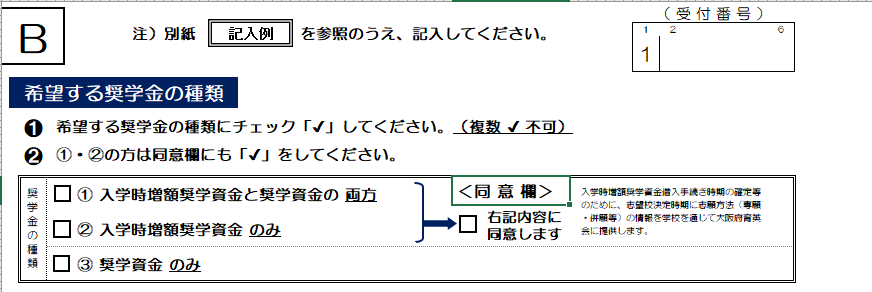 B
注）別紙 記入例 を参照のうえ、記入してください。
（受付番号）
1 2 6
1
希望する奨学金の種類
❶ 希望する奨学金の種類にチェック「✓」してください。（複数 ✓ 不可）
❷ ①・②の方は同意欄にも「✓」をしてください。
奨学金の種類
① 入学時増額奨学資金と奨学資金の 両方
② 入学時増額奨学資金 のみ
③ 奨学資金 のみ
＜同 意 欄＞
右記内容に
同意します
入学時増額奨学資金借入手続き時期の確定等
のために、志望校決定時期に志願方法（専願
・併願等）の情報を学校を通じて大阪府育英
会に提供します。